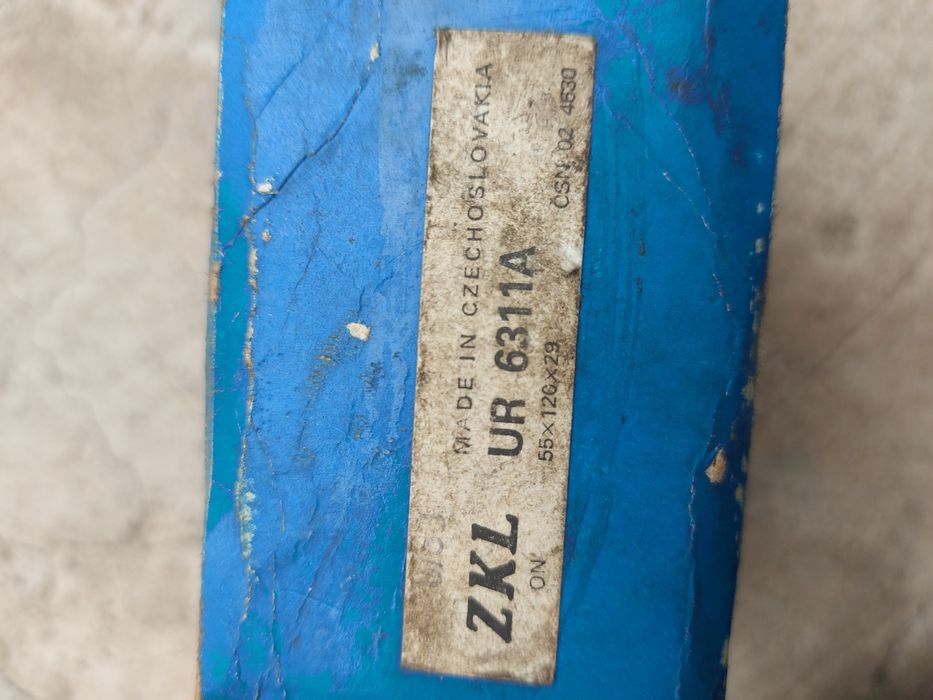 MADE IN CZECHOSLOVAKIA
ZKL UR 6311A
ON 55×120×29 ČSN 02 4630